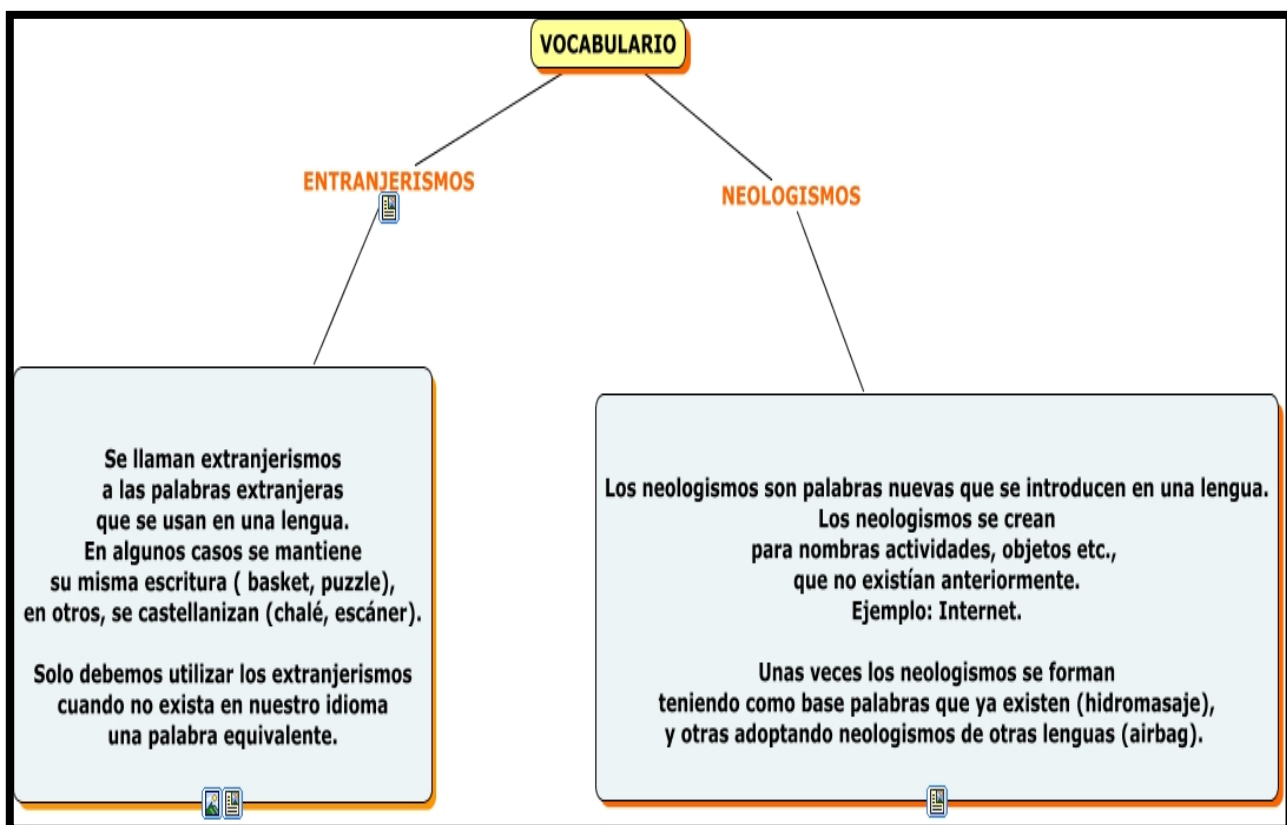 VOCABULARIO
ENTRANJERISMOS
NEOLOGISMOS
Se llaman extranjerismos
a las palabras extranjeras
que se usan en una lengua.
En algunos casos se mantiene
su misma escritura ( basket, puzzle),
en otros, se castellanizan (chalé, escáner).
Solo debemos utilizar los extranjerismos
cuando no exista en nuestro idioma
una palabra equivalente.
Los neologismos son palabras nuevas que se introducen en una lengua.
Los neologismos se crean
para nombras actividades, objetos etc.,
que no existían anteriormente.
Ejemplo: Internet.
Unas veces los neologismos se forman
teniendo como base palabras que ya existen (hidromasaje),
y otras adoptando neologismos de otras lenguas (airbag).